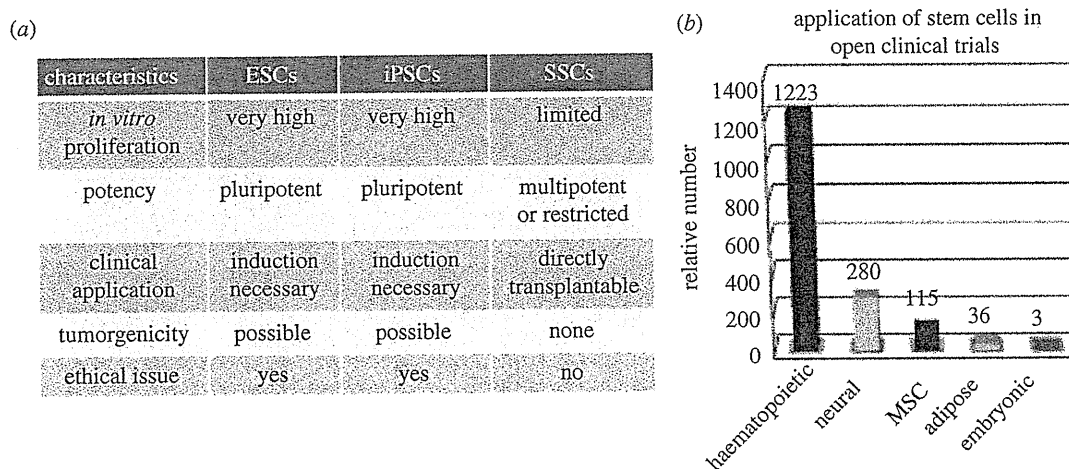 (a)
characteristics ESCs iPSCs SSCs
in vitro proliferation very high very high limited
potency pluripotent pluripotent multipotent or restricted
clinical application induction necessary induction necessary directly transplantable
tumorgenicity possible possible none
ethical issue yes yes no
(b)
application of stem cells in
open clinical trials
relative number
1400
1200
1000
800
600
400
200
0
1223
280
115
36
3
haematopoietic
neural
MSC
adipose
embryonic